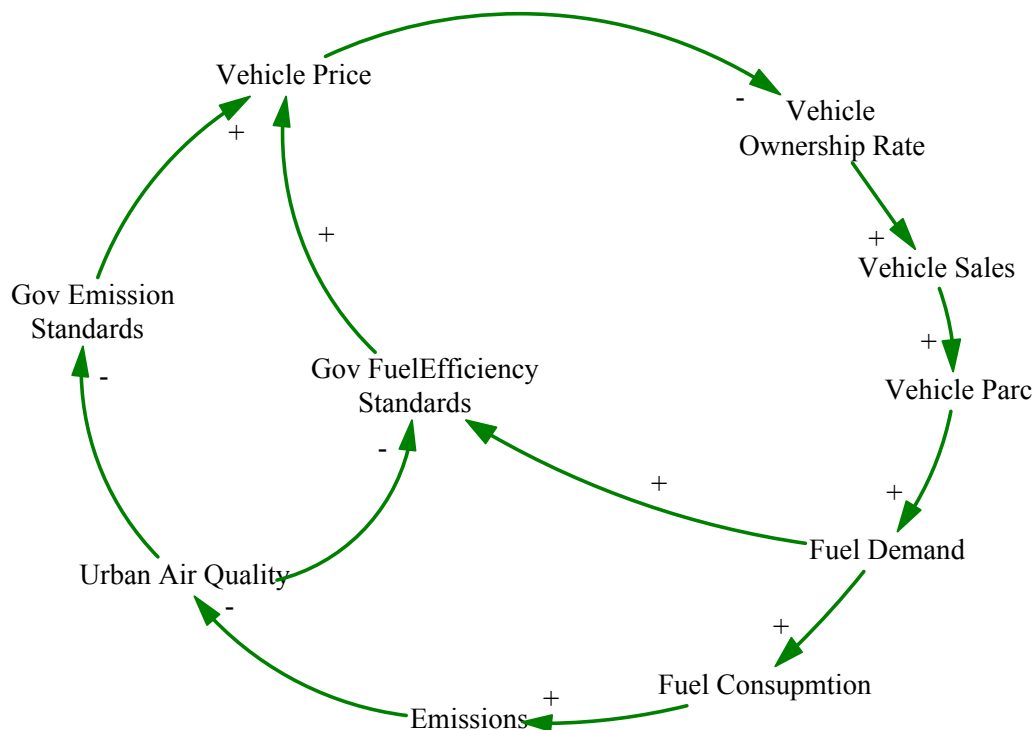 Vehicle Price
-
Vehicle
Ownership Rate
+
+
Vehicle Sales
+
+
Vehicle Parc
Gov Emission
Standards
Gov FuelEfficiency
Standards
-
-
+
+
Fuel Demand
Urban Air Quality
-
+
Fuel Consupmtion
+
Emissions